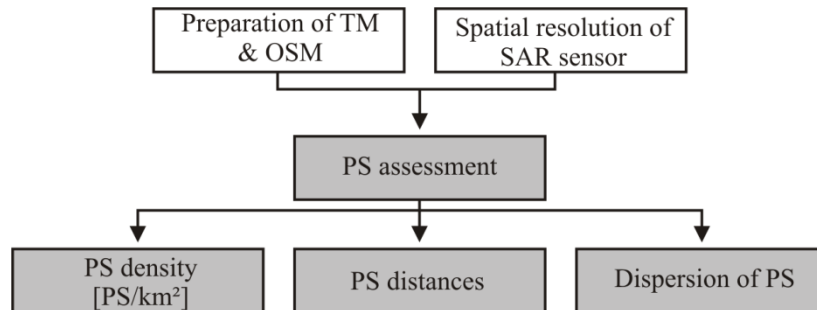 Preparation of TM
& OSM
Spatial resolution of
SAR sensor
PS assessment
PS density
[PS/km²]
PS distances
Dispersion of PS